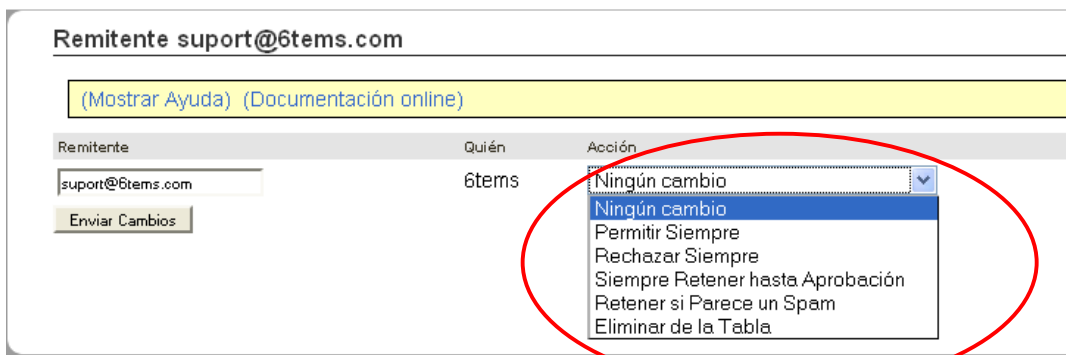 Remitente suport@6tems.com
(Mostrar Ayuda) (Documentación online)
Remitente Quién Acción
suport@6tems.com 6tems Ningún cambio
Enviar Cambios
Ningún cambio
Permitir Siempre
Rechazar Siempre
Siempre Retener hasta Aprobación
Retener si Parece un Spam
Eliminar de la Tabla